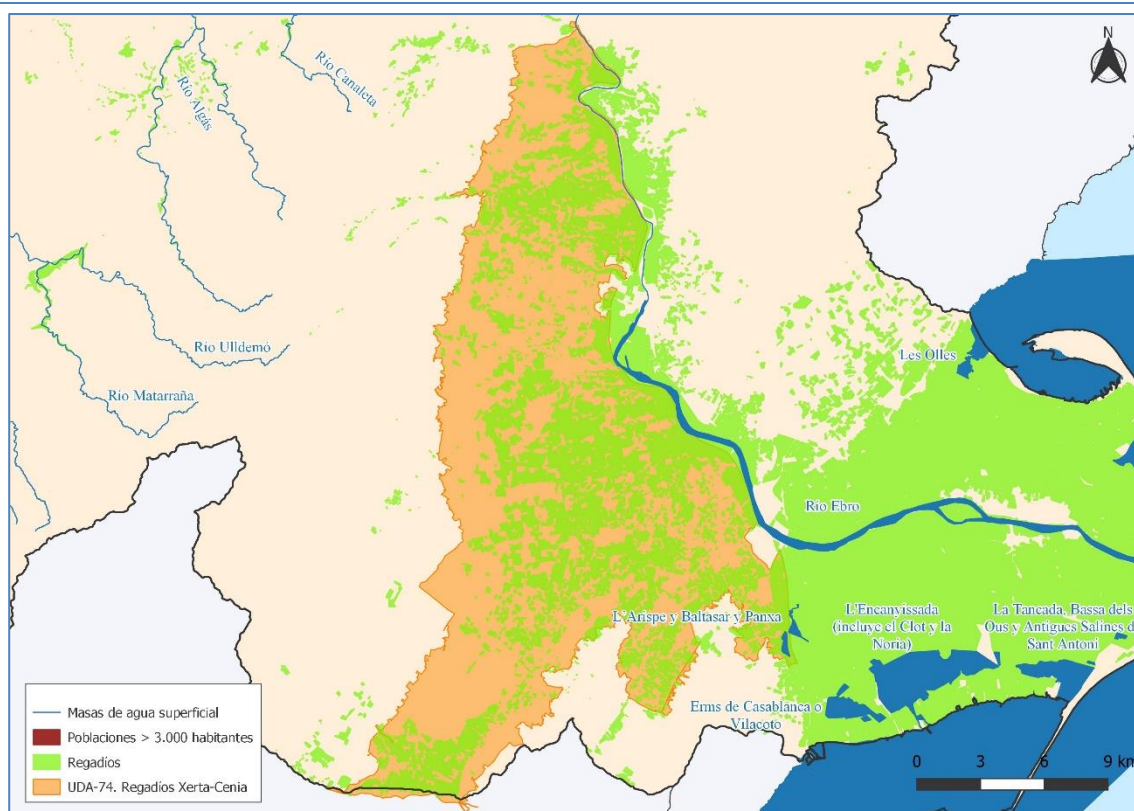 N
Río Canaleta
Río Algás
Río Ulldemó
Río Matarraña
Les Olles
Río Ebro
L'Arispe y Baltasar y Panxa
L'Encanyissada
(incluye el Clot y la
Noria)
La Tancada, Bassa dels
Ous y Antigues Salines d
Sant Antoni
Erms de Casablanca o
Vilacoto
Masas de agua superficial
Poblaciones > 3.000 habitantes
Regadíos
UDA-74. Regadíos Xerta-Cenia
0 3 6 9 km